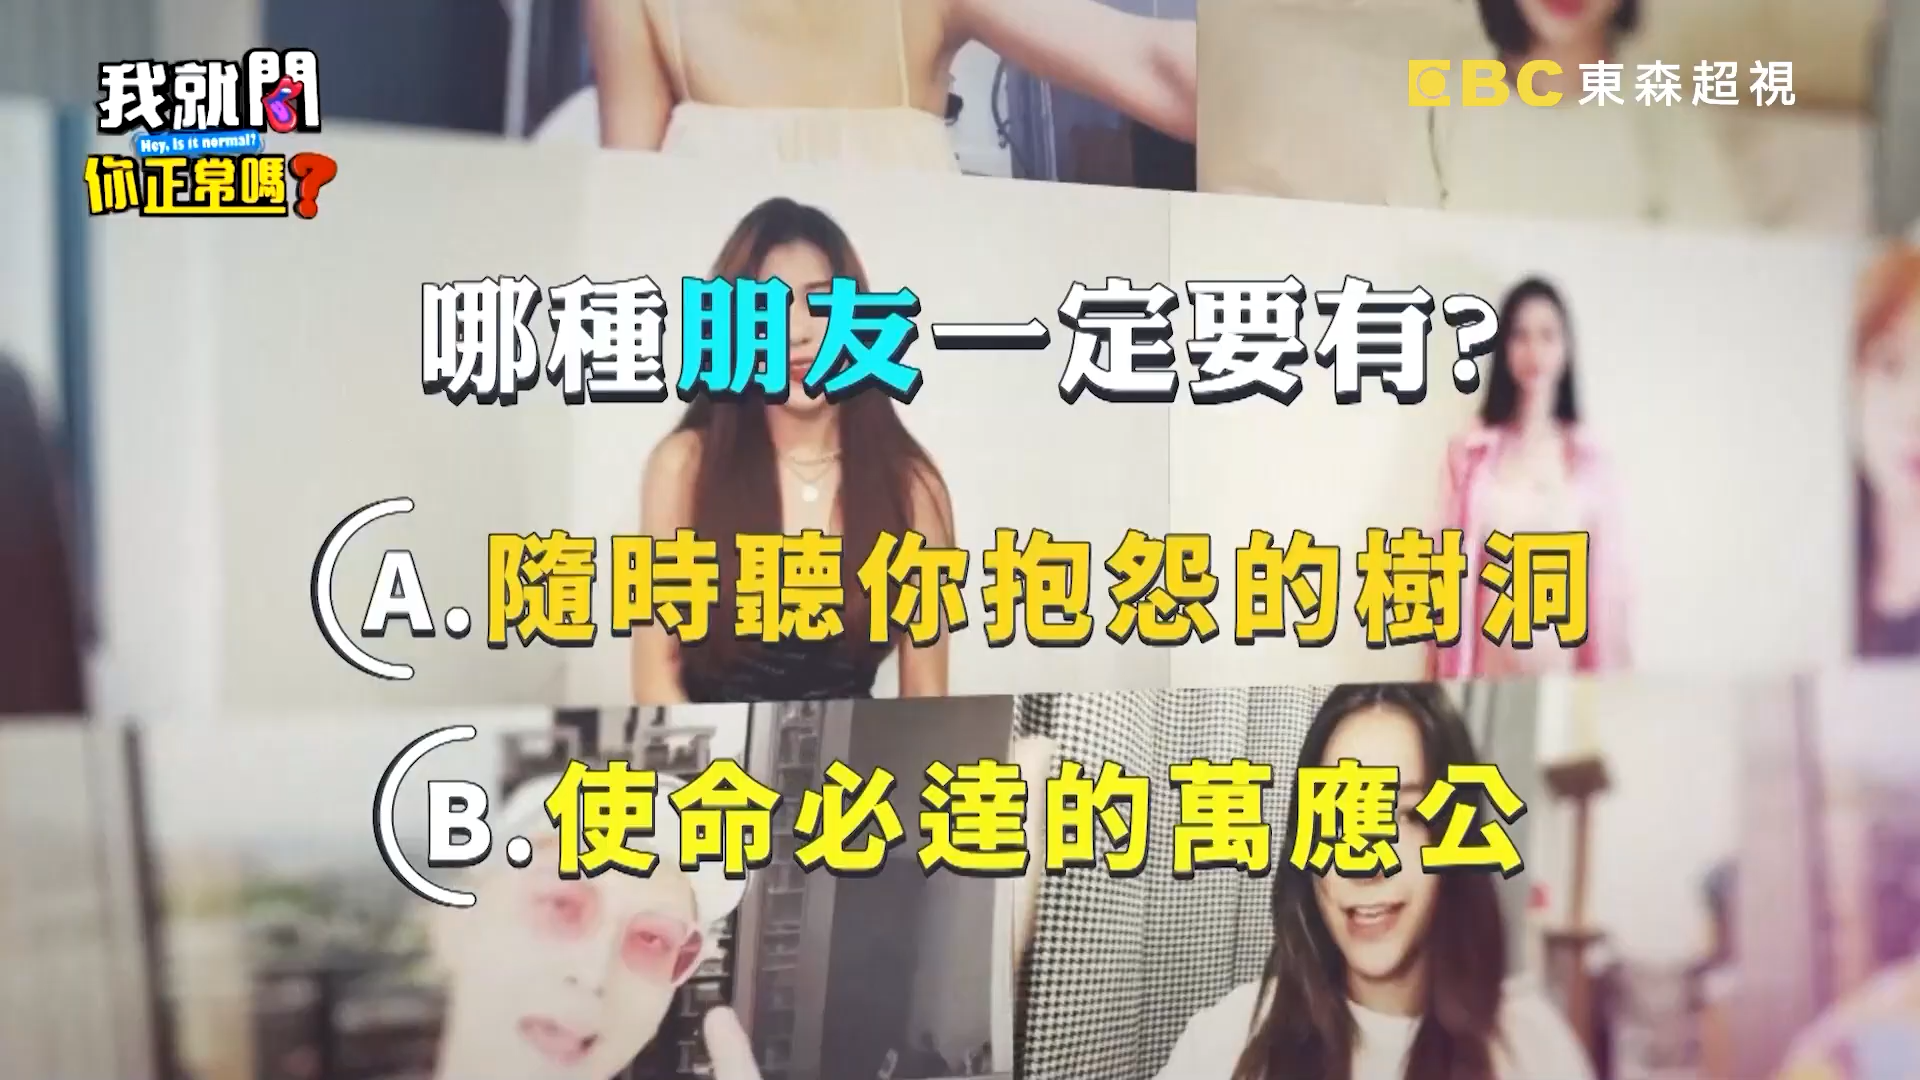 我就問
Hey, is it normal?
你正常嗎?
EBC 東森超視
哪種朋友一定要有?
A.隨時聽你抱怨的樹洞
B.使命必達的萬應公